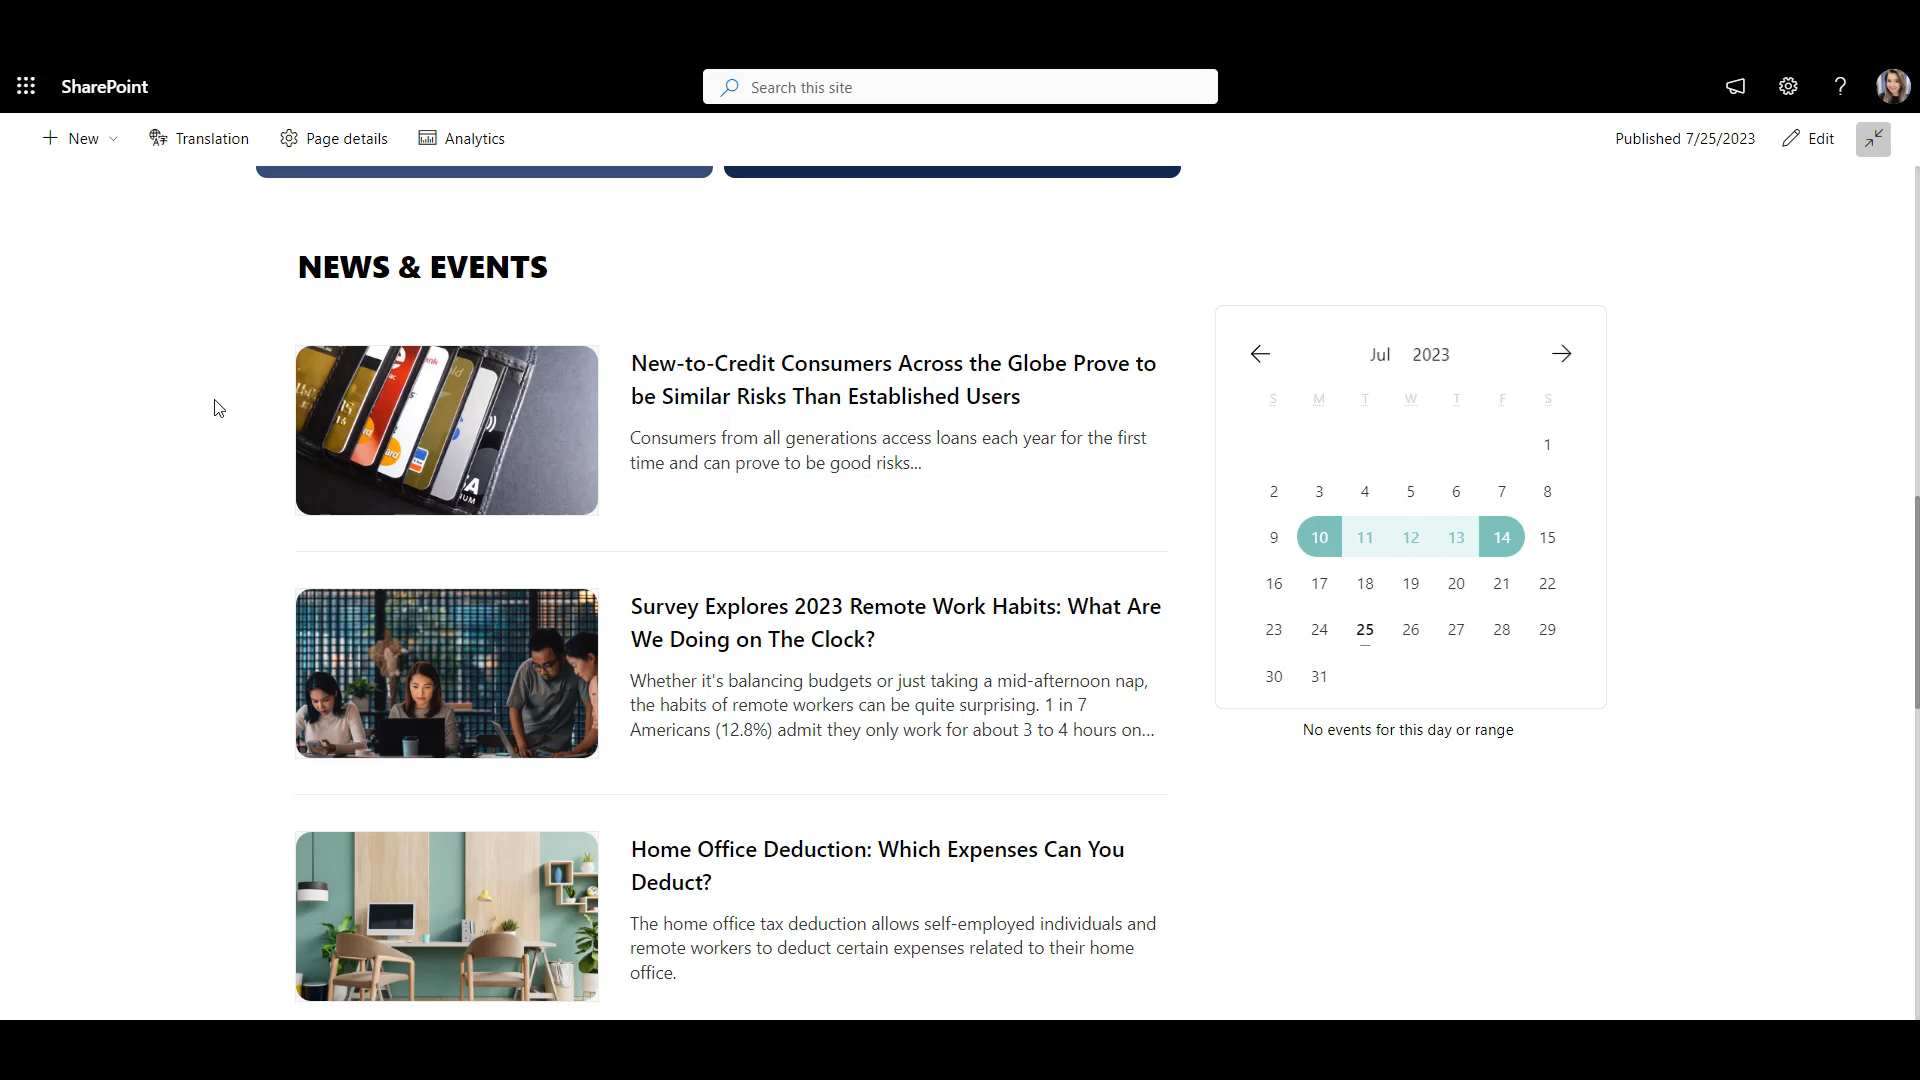 SharePoint
Search this site
New
Translation
Page details
Analytics
Published 7/25/2023
Edit
NEWS & EVENTS
New-to-Credit Consumers Across the Globe Prove to
be Similar Risks Than Established Users
Consumers from all generations access loans each year for the first
time and can prove to be good risks...
Survey Explores 2023 Remote Work Habits: What Are
We Doing on The Clock?
Whether it's balancing budgets or just taking a mid-afternoon nap,
the habits of remote workers can be quite surprising. 1 in 7
Americans (12.8%) admit they only work for about 3 to 4 hours on...
Home Office Deduction: Which Expenses Can You
Deduct?
The home office tax deduction allows self-employed individuals and
remote workers to deduct certain expenses related to their home
office.
Jul 2023
S M T W T F S
1
2 3 4 5 6 7 8
9 10 11 12 13 14 15
16 17 18 19 20 21 22
23 24 25 26 27 28 29
30 31
No events for this day or range